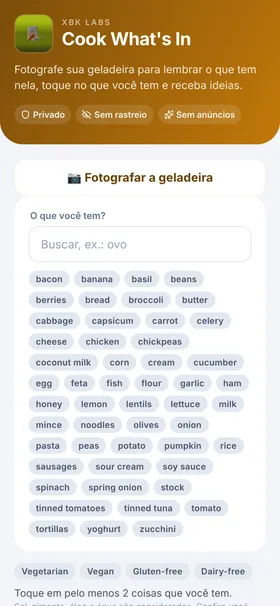 XBK LABS
Cook What's In
Fotografe sua geladeira para lembrar o que tem
nela, toque no que você tem e receba ideias.
Privado Sem rastreio Sem anúncios
Fotografar a geladeira
O que você tem?
Buscar, ex.: ovo
bacon banana basil beans
berries bread broccoli butter
cabbage capsicum carrot celery
cheese chicken chickpeas
coconut milk corn cream cucumber
egg feta fish flour garlic ham
honey lemon lentils lettuce milk
mince noodles olives onion
pasta peas potato pumpkin rice
sausages sour cream soy sauce
spinach spring onion stock
tinned tomatoes tinned tuna tomato
tortillas yoghurt zucchini
Vegetarian Vegan Gluten-free Dairy-free
Toque em pelo menos 2 coisas que você tem.